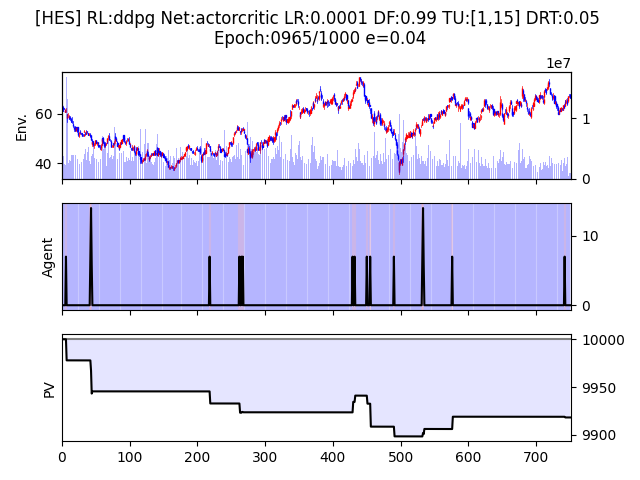 [HES] RL:ddpg Net:actorcritic LR:0.0001 DF:0.99 TU:[1,15] DRT:0.05
Epoch:0965/1000 e=0.04
1e7
Env.
60
40
1
0
Agent
10
0
PV
10000
9950
9900
0 100 200 300 400 500 600 700